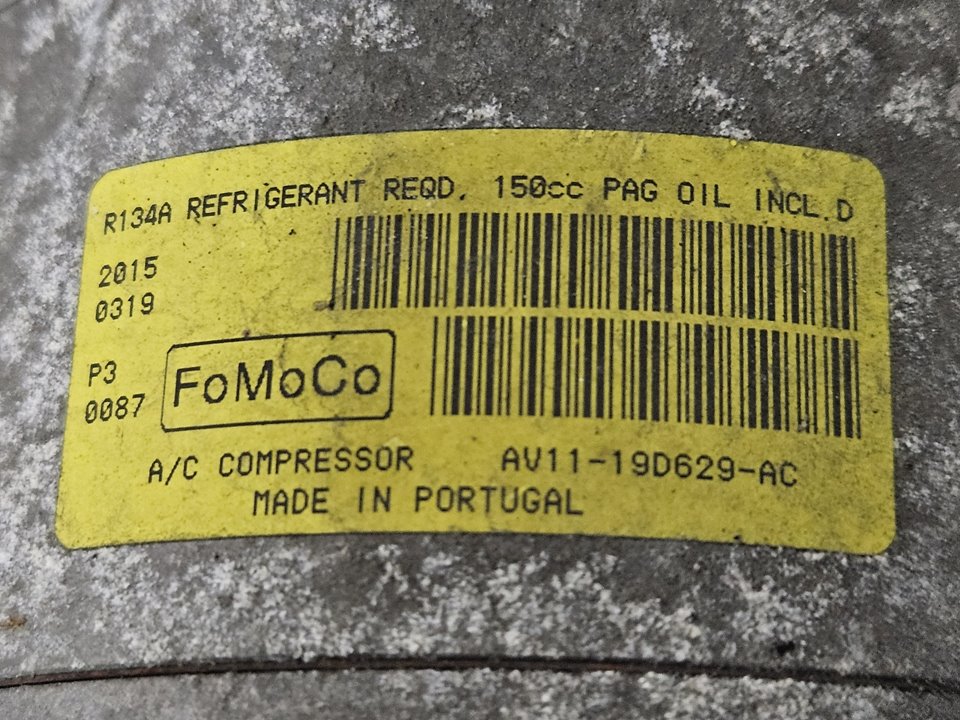 R134A REFRIGERANT REQD. 150cc PAG OIL INCL.D
2015
0319
P3
0087
FoMoCo
A/C COMPRESSOR AV11-19D629-AC
MADE IN PORTUGAL